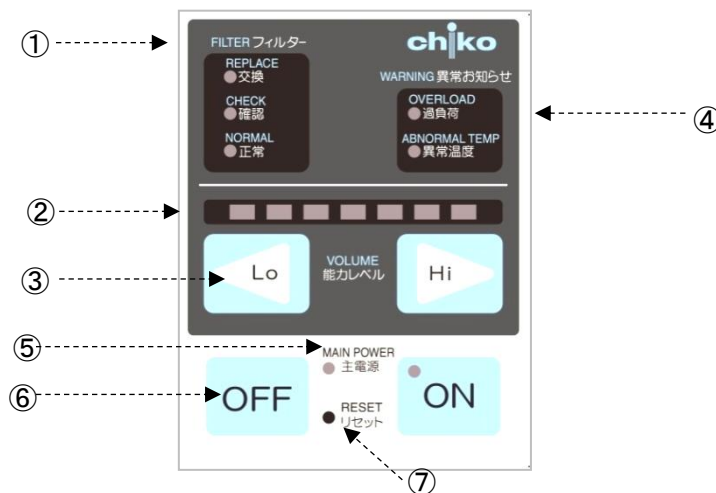 ①
FILTER フィルター
chiko
REPLACE
交換
WARNING 異常お知らせ
CHECK
確認
OVERLOAD
過負荷
④
NORMAL
正常
ABNORMAL TEMP
異常温度
②
③
Lo
VOLUME
能力レベル
Hi
⑤
MAIN POWER
主電源
⑥
OFF
ON
RESET
リセット
⑦